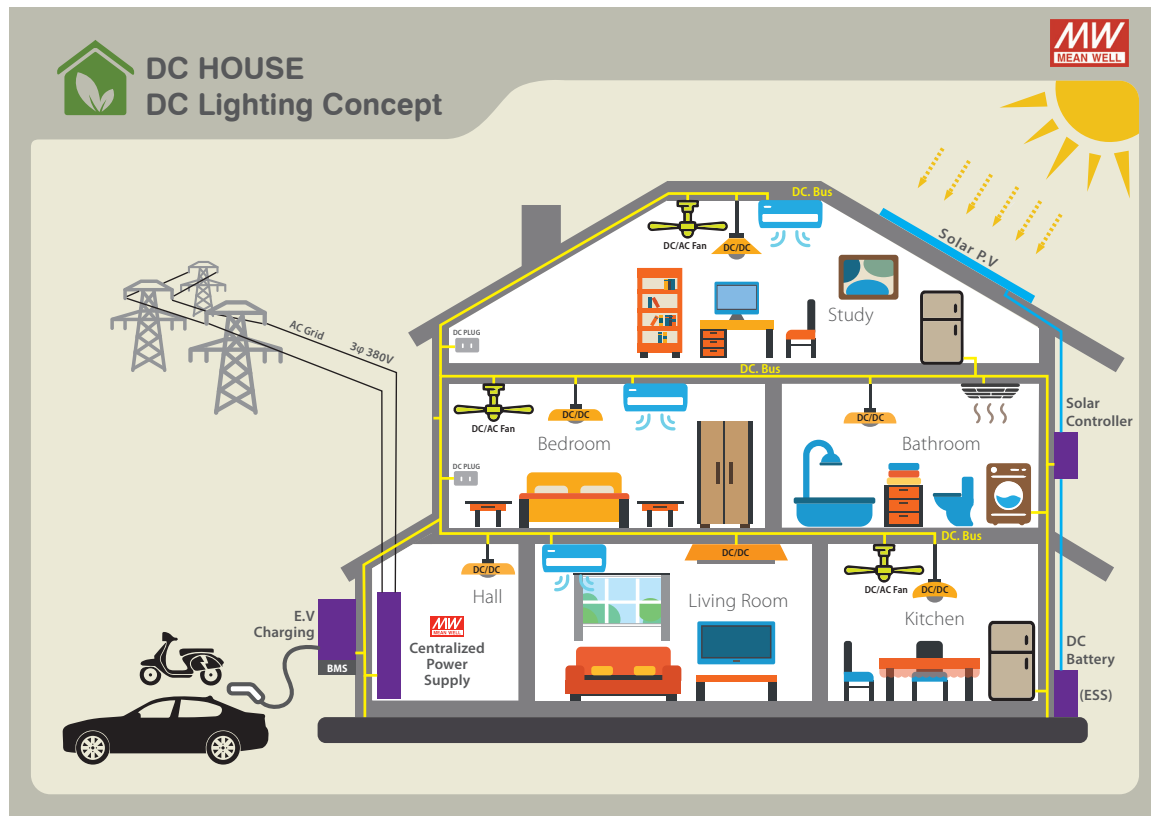 DC HOUSE
DC Lighting Concept
MW
MEAN WELL
DC. Bus
DC/AC Fan
DC/DC
Solar P.V
Study
DC PLUG
AC Grid
3φ 380V
DC. Bus
DC/AC Fan
DC/DC
Bedroom
DC PLUG
DC/DC
Bathroom
Solar
Controller
DC. Bus
DC/DC
Hall
DC/DC
Living Room
DC/AC Fan
DC/DC
Kitchen
E.V
Charging
BMS
MW
MEAN WELL
Centralized
Power
Supply
DC
Battery
(ESS)